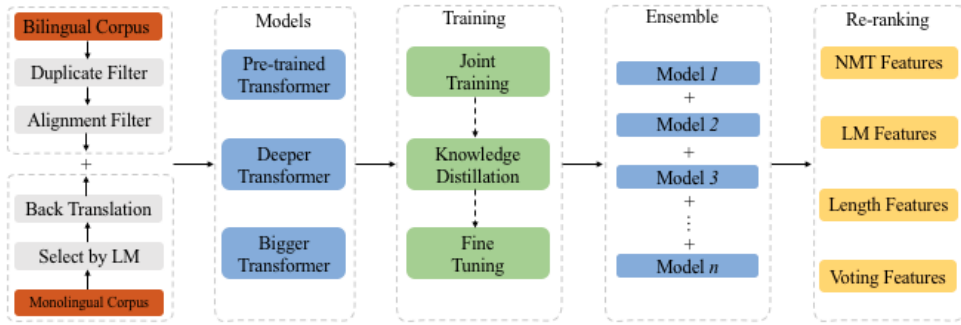 Bilingual Corpus
Duplicate Filter
Alignment Filter
+
Back Translation
Select by LM
Monolingual Corpus
Models
Pre-trained
Transformer
Deeper
Transformer
Bigger
Transformer
Training
Joint
Training
Knowledge
Distillation
Fine
Tuning
Ensemble
Model 1
+
Model 2
+
Model 3
+
⋮
+
Model n
Re-ranking
NMT Features
LM Features
Length Features
Voting Features